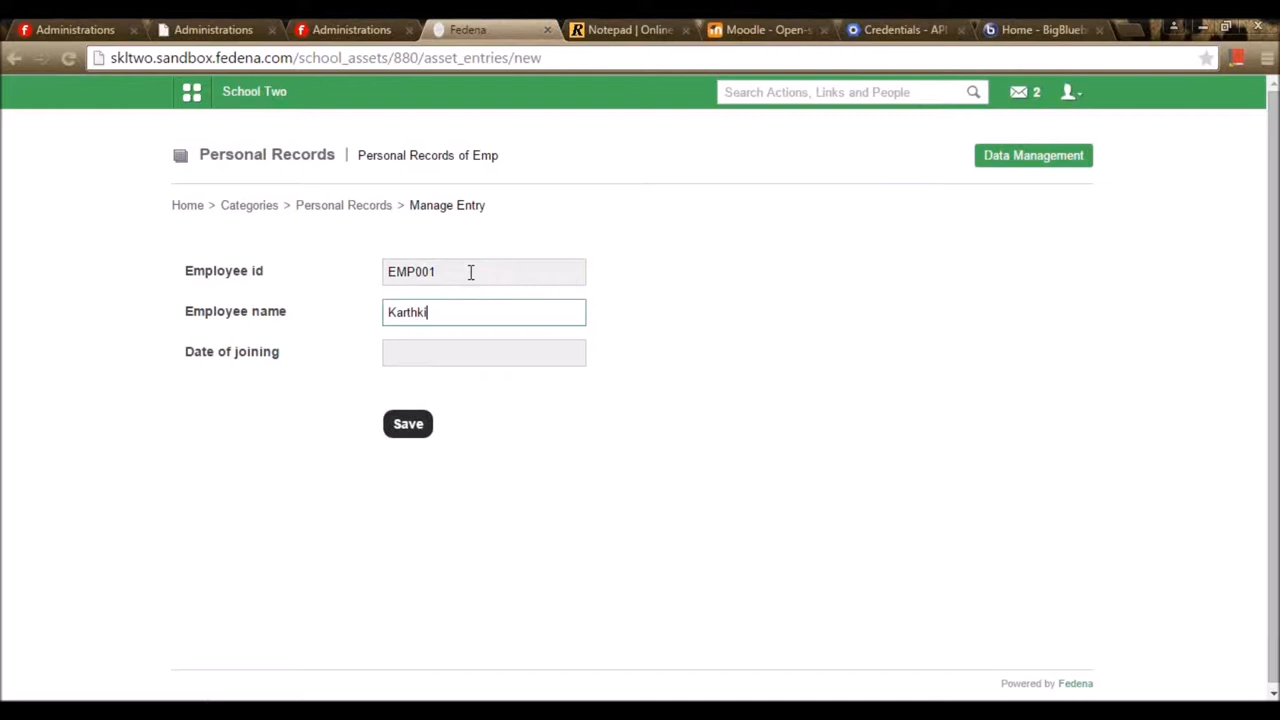 Administrations
Administrations
Administrations
Fedena
Notepad | Online
Moodle - Open-s
Credentials - API
Home - BigBlueb
skltwo.sandbox.fedena.com/school_assets/880/asset_entries/new
School Two
Search Actions, Links and People
2
Personal Records | Personal Records of Emp
Data Management
Home > Categories > Personal Records > Manage Entry
Employee id
EMP001
Employee name
Karthki
Date of joining
Save
Powered by Fedena